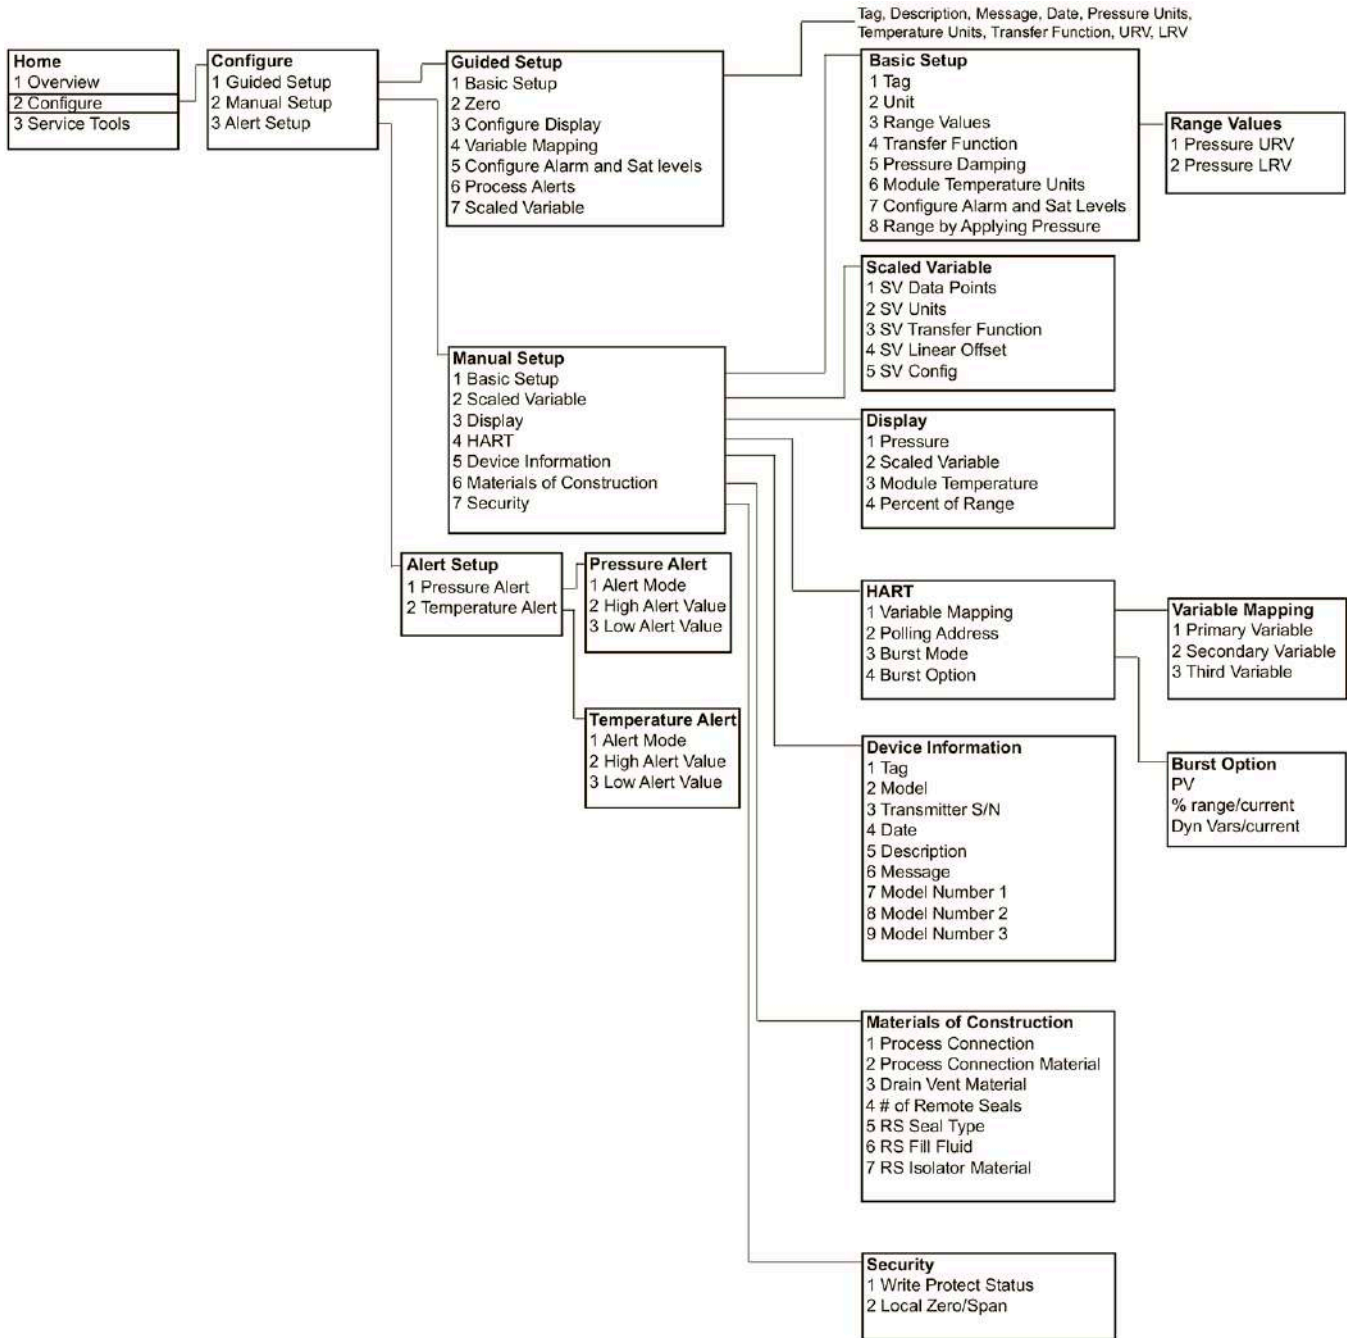 Tag, Description, Message, Date, Pressure Units,
Temperature Units, Transfer Function, URV, LRV
Home
1 Overview
2 Configure
3 Service Tools
Configure
1 Guided Setup
2 Manual Setup
3 Alert Setup
Guided Setup
1 Basic Setup
2 Zero
3 Configure Display
4 Variable Mapping
5 Configure Alarm and Sat levels
6 Process Alerts
7 Scaled Variable
Basic Setup
1 Tag
2 Unit
3 Range Values
4 Transfer Function
5 Pressure Damping
6 Module Temperature Units
7 Configure Alarm and Sat Levels
8 Range by Applying Pressure
Range Values
1 Pressure URV
2 Pressure LRV
Scaled Variable
1 SV Data Points
2 SV Units
3 SV Transfer Function
4 SV Linear Offset
5 SV Config
Manual Setup
1 Basic Setup
2 Scaled Variable
3 Display
4 HART
5 Device Information
6 Materials of Construction
7 Security
Display
1 Pressure
2 Scaled Variable
3 Module Temperature
4 Percent of Range
Alert Setup
1 Pressure Alert
2 Temperature Alert
Pressure Alert
1 Alert Mode
2 High Alert Value
3 Low Alert Value
HART
1 Variable Mapping
2 Polling Address
3 Burst Mode
4 Burst Option
Variable Mapping
1 Primary Variable
2 Secondary Variable
3 Third Variable
Temperature Alert
1 Alert Mode
2 High Alert Value
3 Low Alert Value
Device Information
1 Tag
2 Model
3 Transmitter S/N
4 Date
5 Description
6 Message
7 Model Number 1
8 Model Number 2
9 Model Number 3
Burst Option
PV
% range/current
Dyn Vars/current
Materials of Construction
1 Process Connection
2 Process Connection Material
3 Drain Vent Material
4 # of Remote Seals
5 RS Seal Type
6 RS Fill Fluid
7 RS Isolator Material
Security
1 Write Protect Status
2 Local Zero/Span